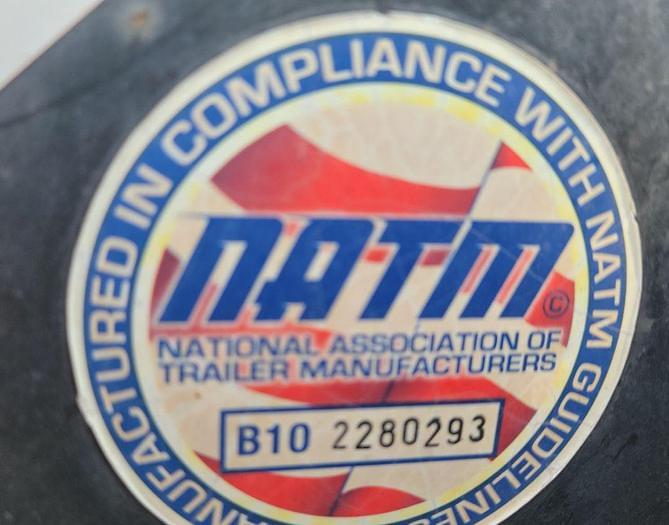 MANUFACTURED IN COMPLIANCE WITH NATM GUIDELINES
NATM ©
NATIONAL ASSOCIATION OF
TRAILER MANUFACTURERS
B10 2280293